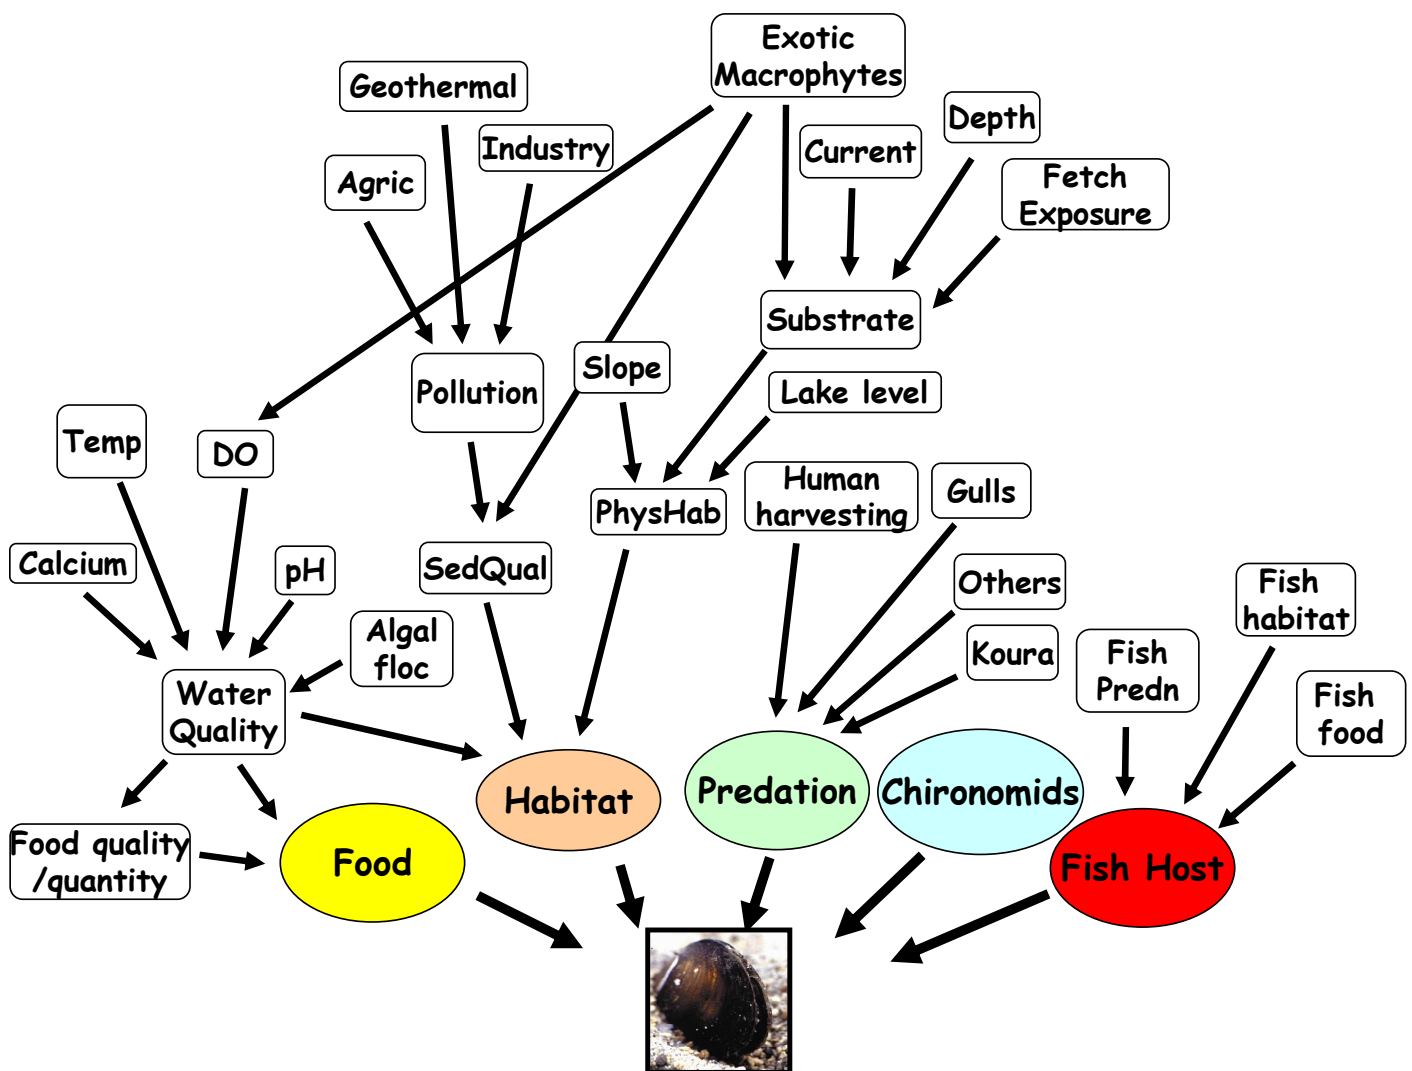 Exotic
Macrophytes
Geothermal
Industry
Agric
Current
Depth
Fetch
Exposure
Substrate
Pollution
Slope
Lake level
Temp
DO
PhysHab
Human
harvesting
Gulls
Calcium
pH
SedQual
Others
Fish
habitat
Algal
floc
Koura
Fish
Predn
Fish
food
Water
Quality
Habitat
Predation
Chironomids
Food quality
/quantity
Food
Fish Host